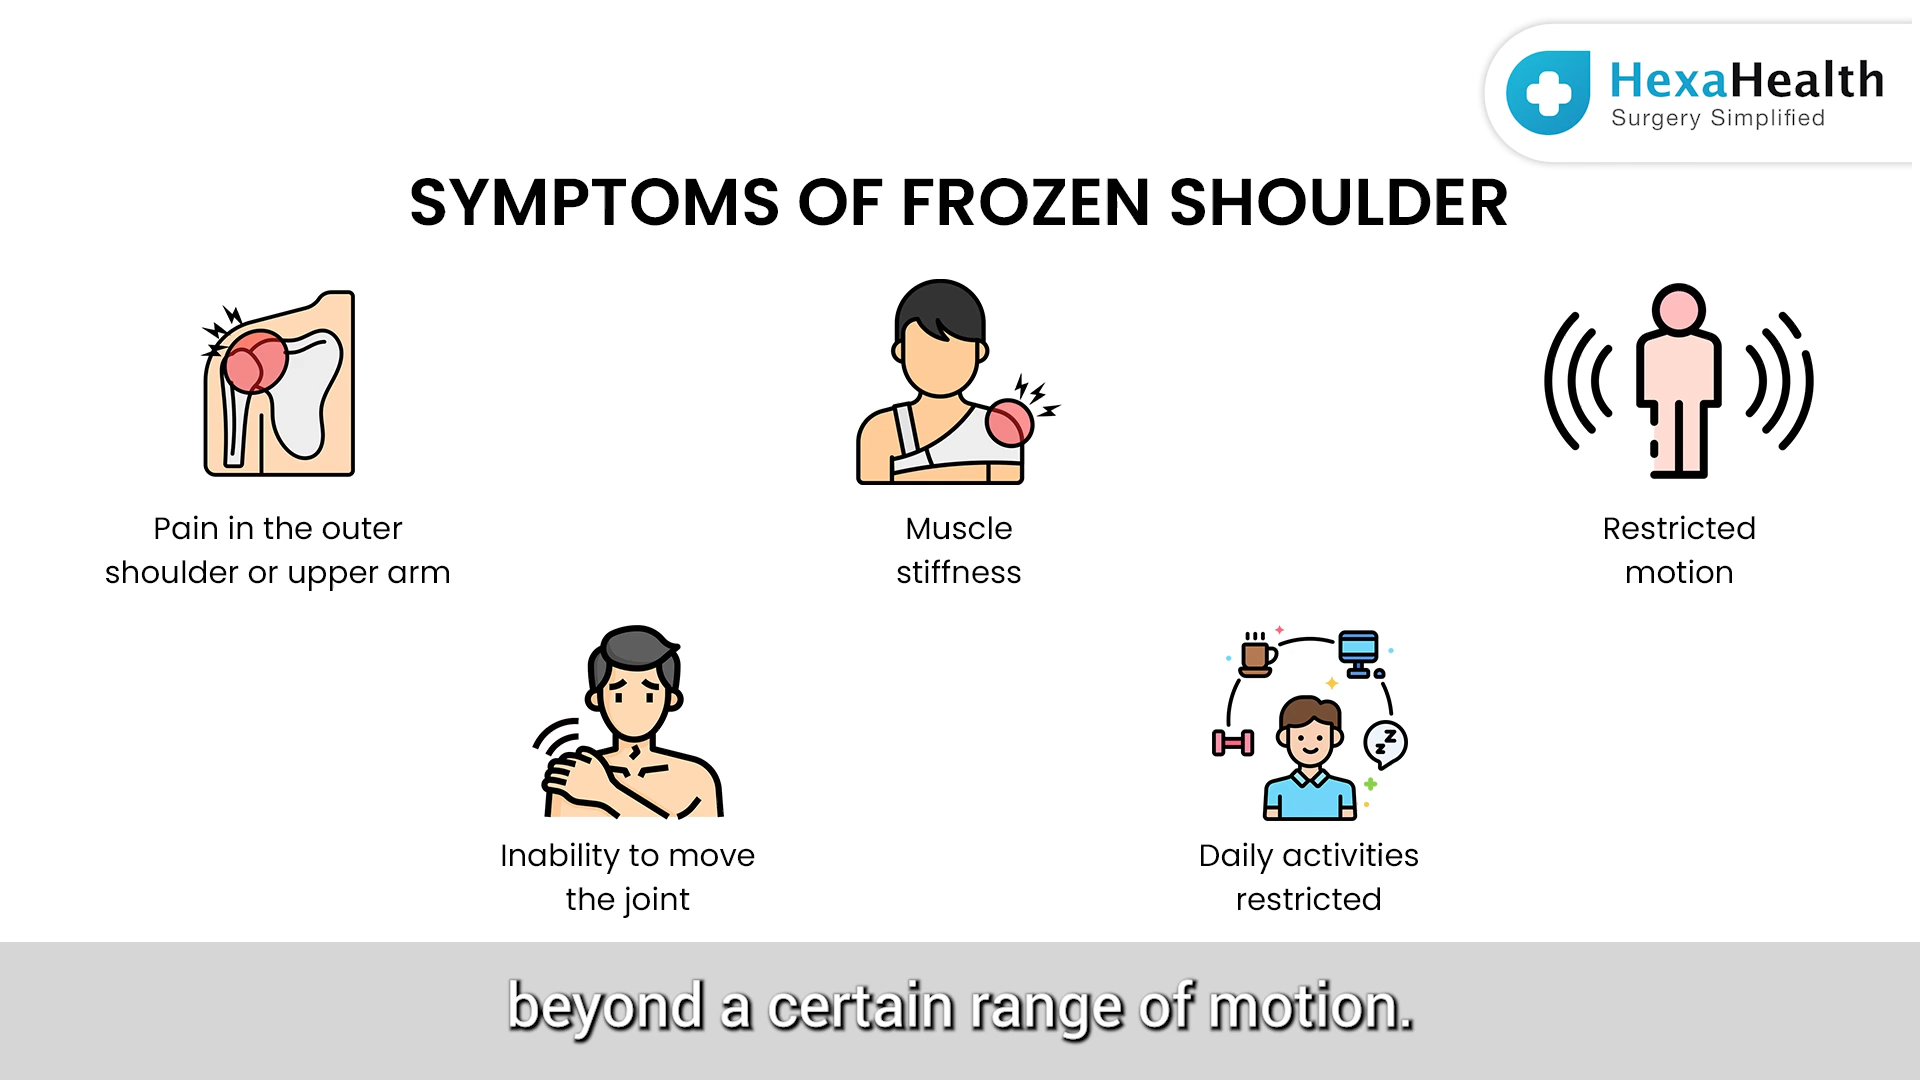 HexaHealth
Surgery Simplified
SYMPTOMS OF FROZEN SHOULDER
Pain in the outer
shoulder or upper arm
Muscle
stiffness
Restricted
motion
Inability to move
the joint
Daily activities
restricted
beyond a certain range of motion.